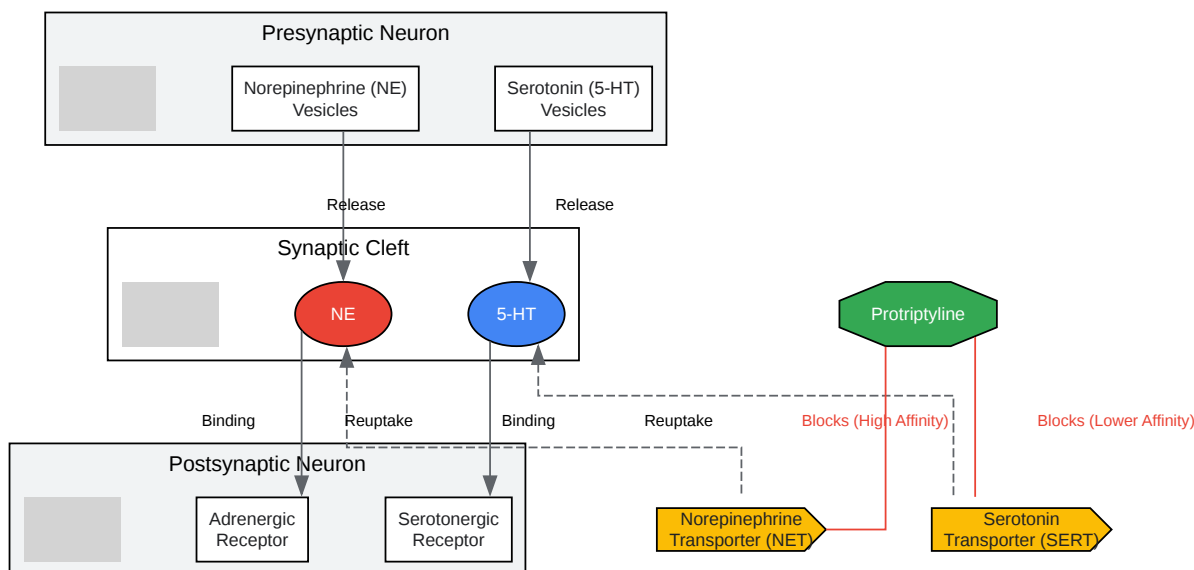 Presynaptic Neuron
Norepinephrine (NE)
Vesicles
Serotonin (5-HT)
Vesicles
Release
Release
Synaptic Cleft
NE
5-HT
Protriptyline
Binding
Reuptake
Binding
Reuptake
Blocks (High Affinity)
Blocks (Lower Affinity)
Postsynaptic Neuron
Adrenergic
Receptor
Serotonergic
Receptor
Norepinephrine
Transporter (NET)
Serotonin
Transporter (SERT)